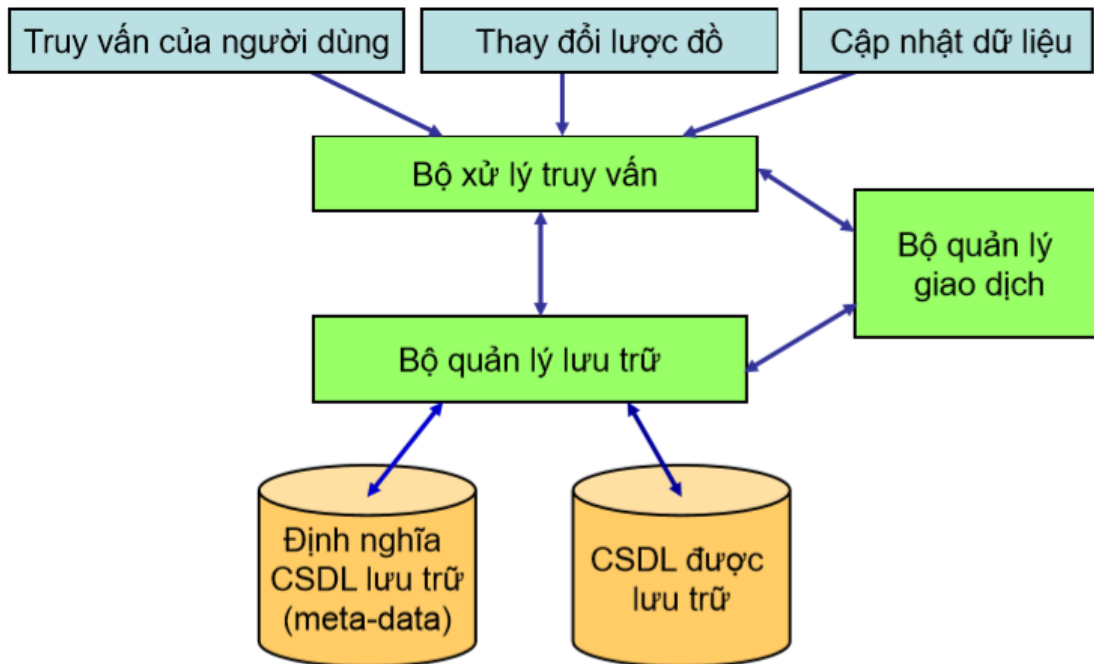 Truy vấn của người dùng
Thay đổi lược đồ
Cập nhật dữ liệu
Bộ xử lý truy vấn
Bộ quản lý
giao dịch
Bộ quản lý lưu trữ
Định nghĩa
CSDL lưu trữ
(meta-data)
CSDL được
lưu trữ